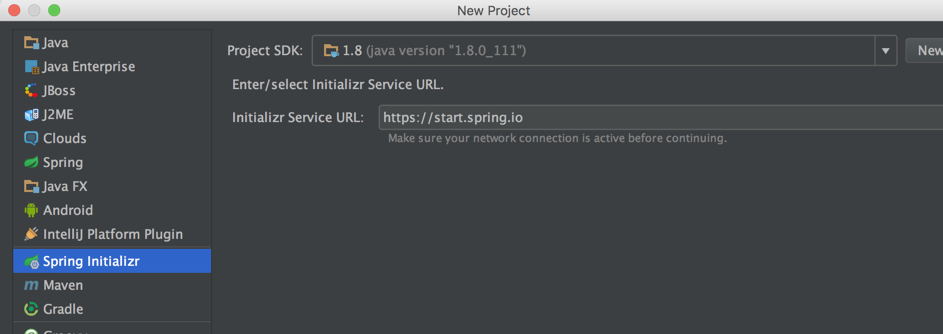 New Project
Java
Java Enterprise
JBoss
J2ME
Clouds
Spring
Java FX
Android
IntelliJ Platform Plugin
Spring Initializr
Maven
Gradle
Project SDK: 1.8 (java version "1.8.0_111") New
Enter/select Initializr Service URL.
Initializr Service URL: https://start.spring.io
Make sure your network connection is active before continuing.